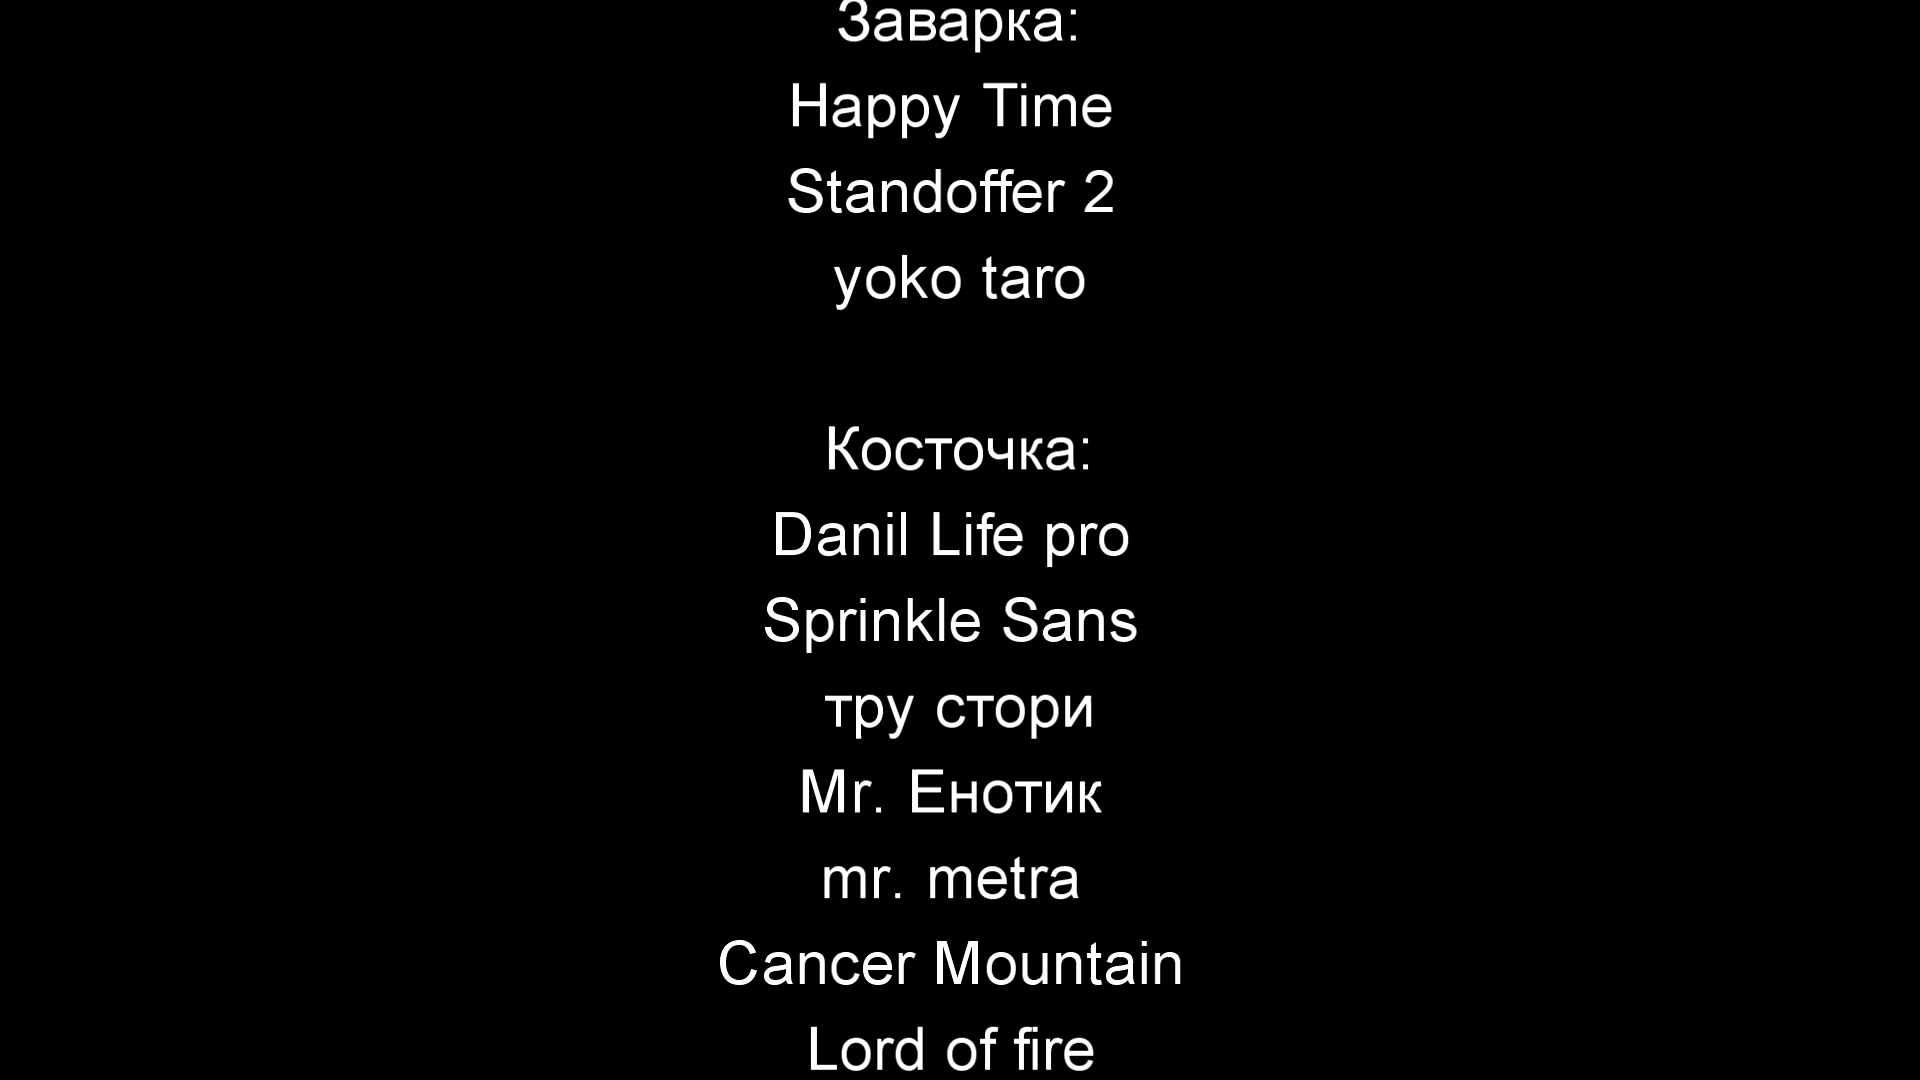 Заварка:
Happy Time
Standoffer 2
yoko taro
Косточка:
Danil Life pro
Sprinkle Sans
тру стори
Mr. Енотик
mr. metra
Cancer Mountain
Lord of fire